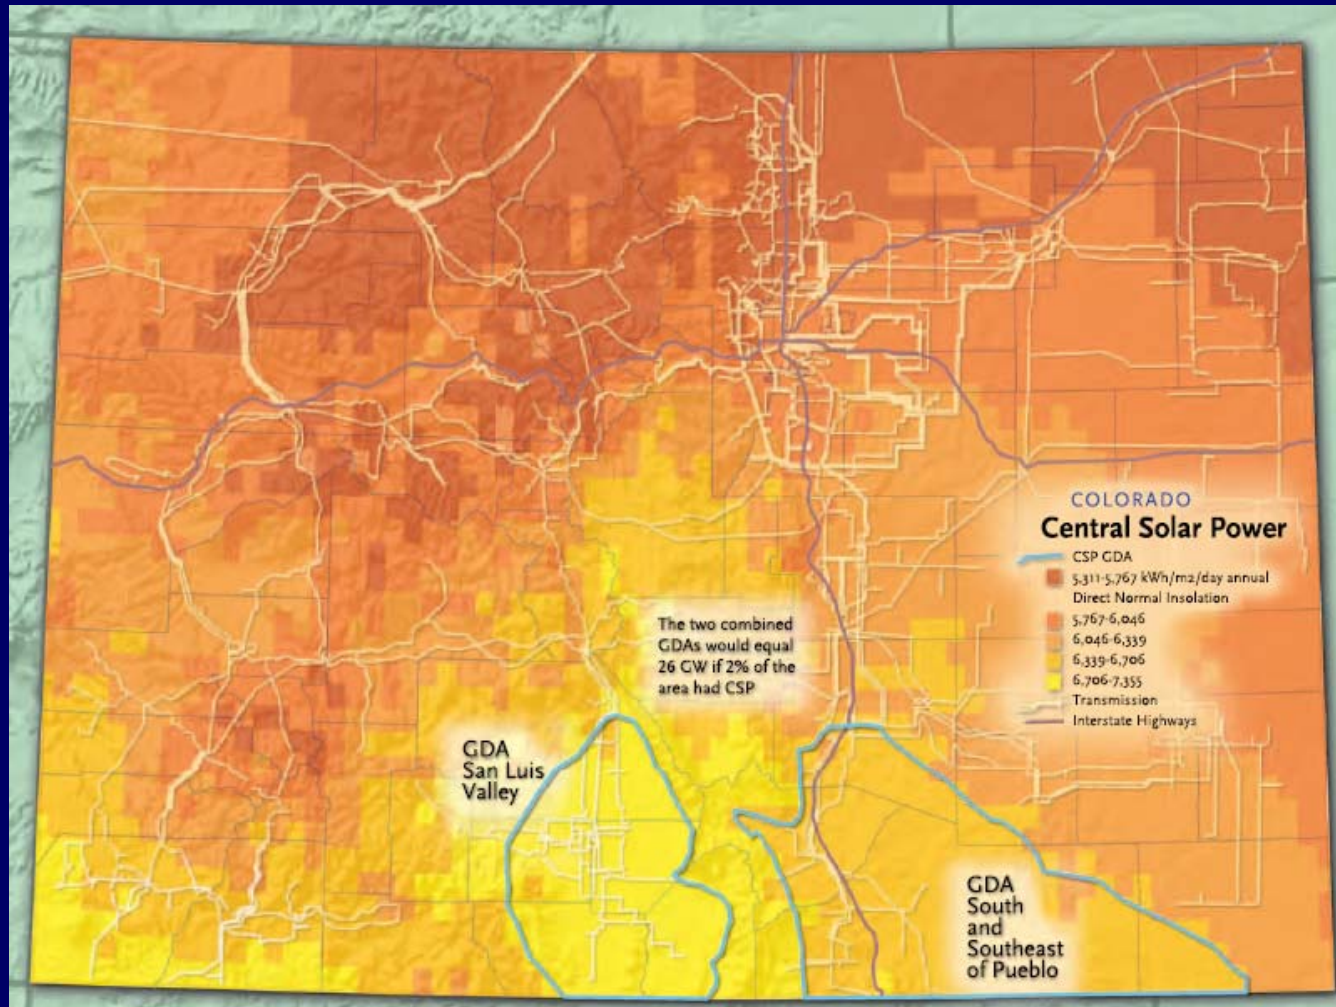 COLORADO
Central Solar Power
CSP GDA
5,311-5,767 kWh/m2/day annual
Direct Normal Insolation
5,767-6,046
6,046-6,339
6,339-6,706
6,706-7,355
Transmission
Interstate Highways
The two combined
GDAs would equal
26 GW if 2% of the
area had CSP
GDA
San Luis
Valley
GDA
South
and
Southeast
of Pueblo